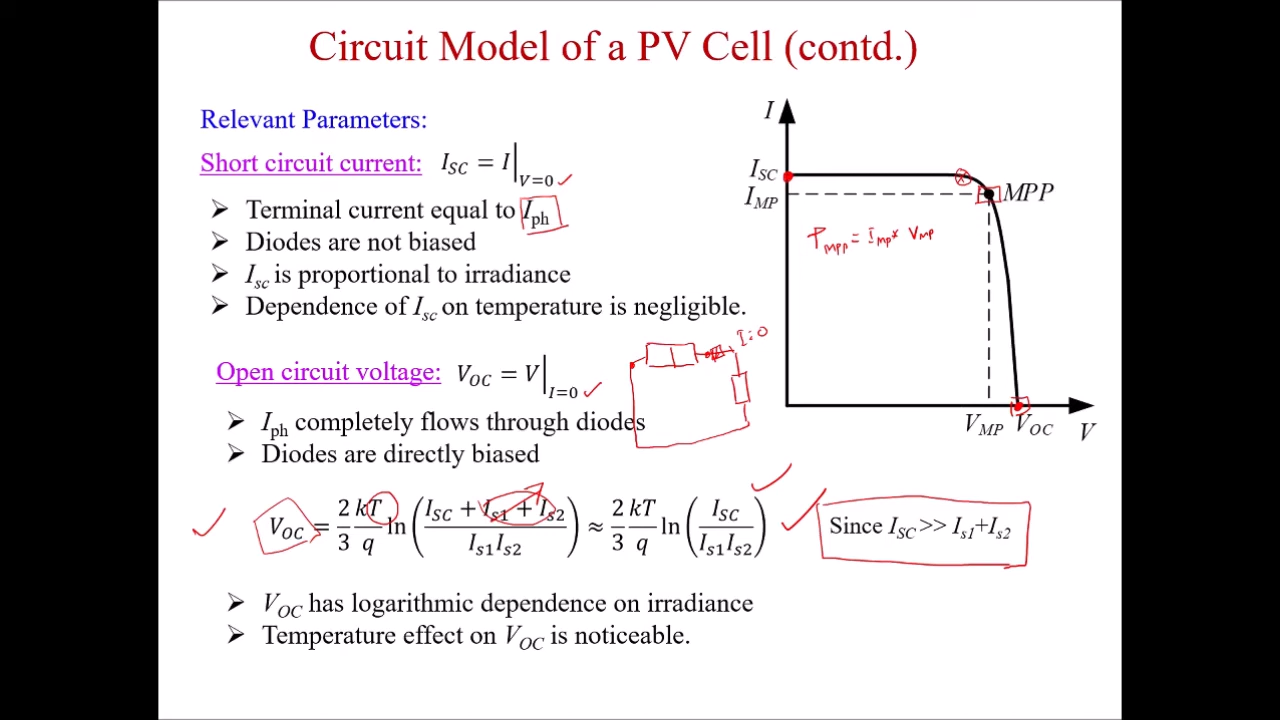 Circuit Model of a PV Cell (contd.)
Relevant Parameters:
Short circuit current: I_SC = I|_V=0 ✓
➢ Terminal current equal to I_ph
➢ Diodes are not biased
➢ I_sc is proportional to irradiance
➢ Dependence of I_sc on temperature is negligible.
Open circuit voltage: V_OC = V|_I=0 ✓
➢ I_ph completely flows through diodes
➢ Diodes are directly biased
✓ V_OC = 2/3 kT/q ln((I_SC + I_s1 + I_s2)/(I_s1 I_s2)) ≈ 2/3 kT/q ln(I_SC/(I_s1 I_s2)) ✓ ✓ Since I_SC >> I_s1+I_s2
➢ V_OC has logarithmic dependence on irradiance
➢ Temperature effect on V_OC is noticeable.
I
I_SC
I_MP
MPP
P_MPP = I_MP* V_MP
I=0
V_MP V_OC V